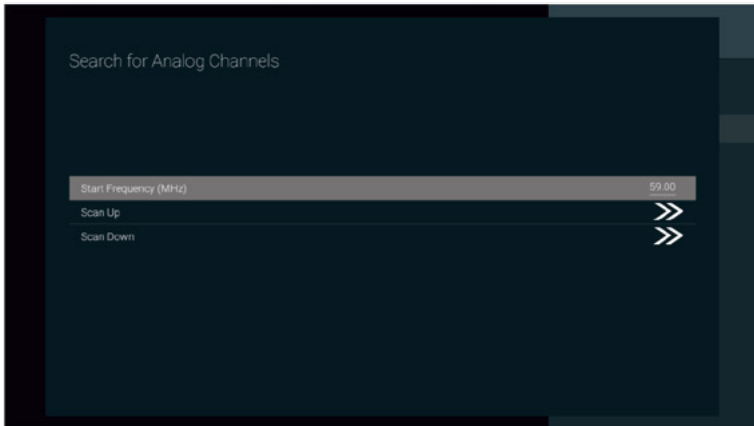 Search for Analog Channels
Start Frequency (MHz) 59.00
Scan Up
Scan Down